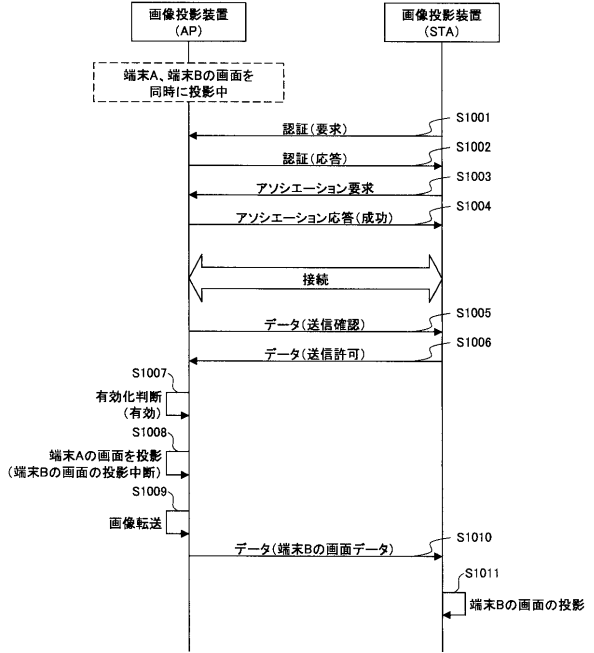 画像投影装置
(AP)
画像投影装置
(STA)
端末A、端末Bの画面を
同時に投影中
S1001
認証(要求)
S1002
認証(応答)
S1003
アソシエーション要求
S1004
アソシエーション応答(成功)
接続
S1005
データ(送信確認)
S1006
データ(送信許可)
S1007
有効化判断
(有効)
S1008
端末Aの画面を投影
(端末Bの画面の投影中断)
S1009
画像転送
S1010
データ(端末Bの画面データ)
S1011
端末Bの画面の投影